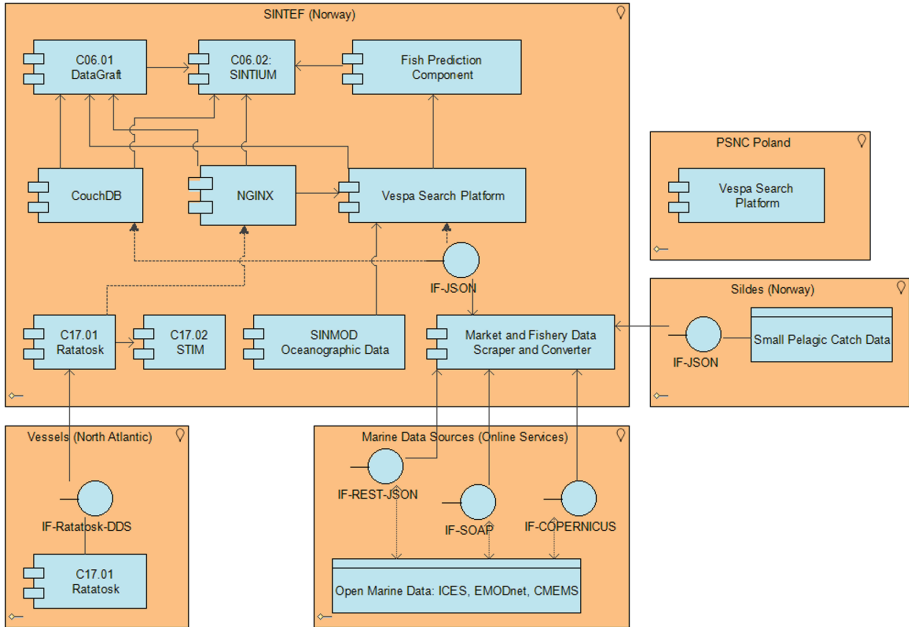 SINTEF (Norway)
C06.01
DataGraft
C06.02:
SINTIUM
Fish Prediction
Component
CouchDB
NGINX
Vespa Search Platform
IF-JSON
C17.01
Ratatosk
C17.02
STIM
SINMOD
Oceanographic Data
Market and Fishery Data
Scraper and Converter
PSNC Poland
Vespa Search
Platform
Sildes (Norway)
IF-JSON
Small Pelagic Catch Data
Vessels (North Atlantic)
IF-Ratatosk-DDS
C17.01
Ratatosk
Marine Data Sources (Online Services)
IF-REST-JSON
IF-SOAP
IF-COPERNICUS
Open Marine Data: ICES, EMODnet, CMEMS